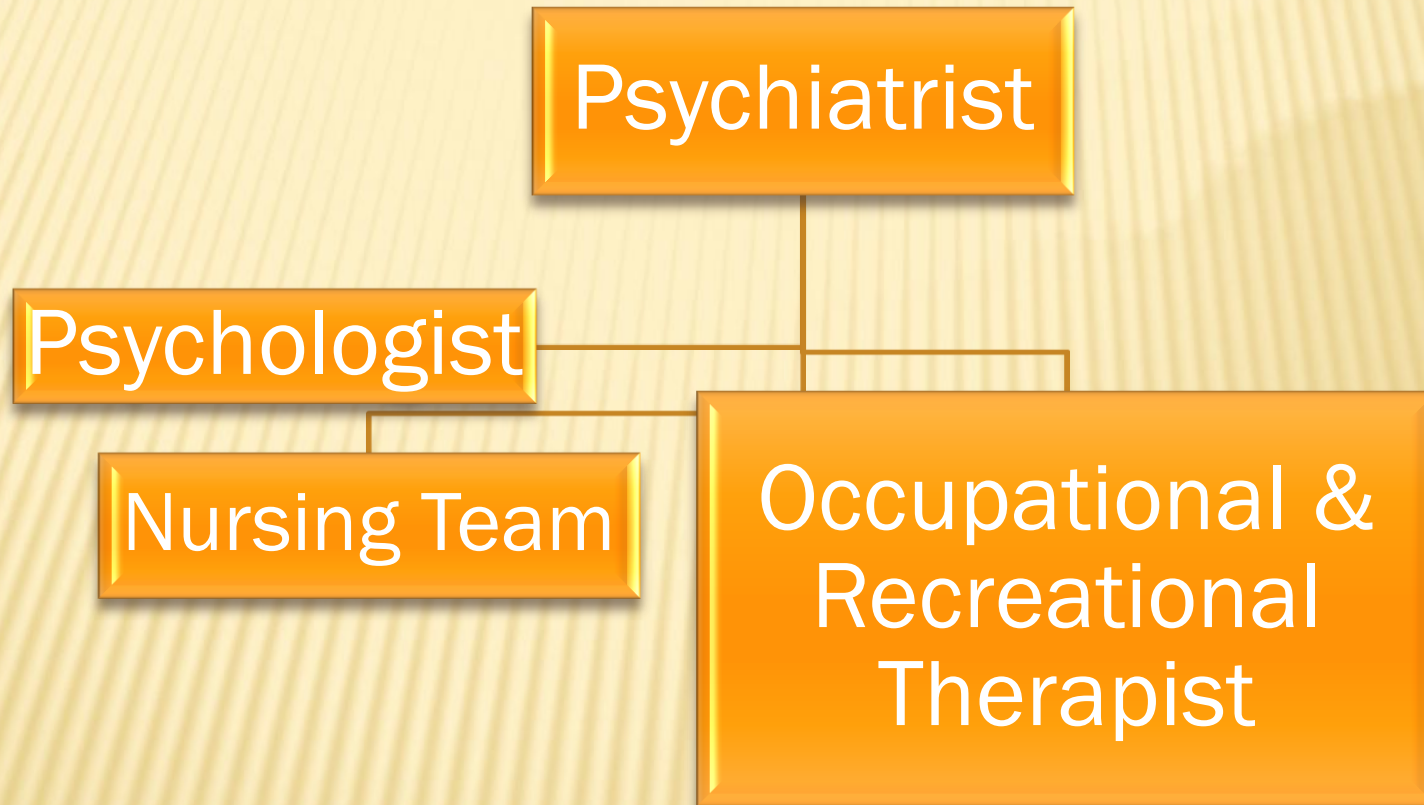 Psychiatrist
Psychologist
Nursing Team
Occupational &
Recreational
Therapist